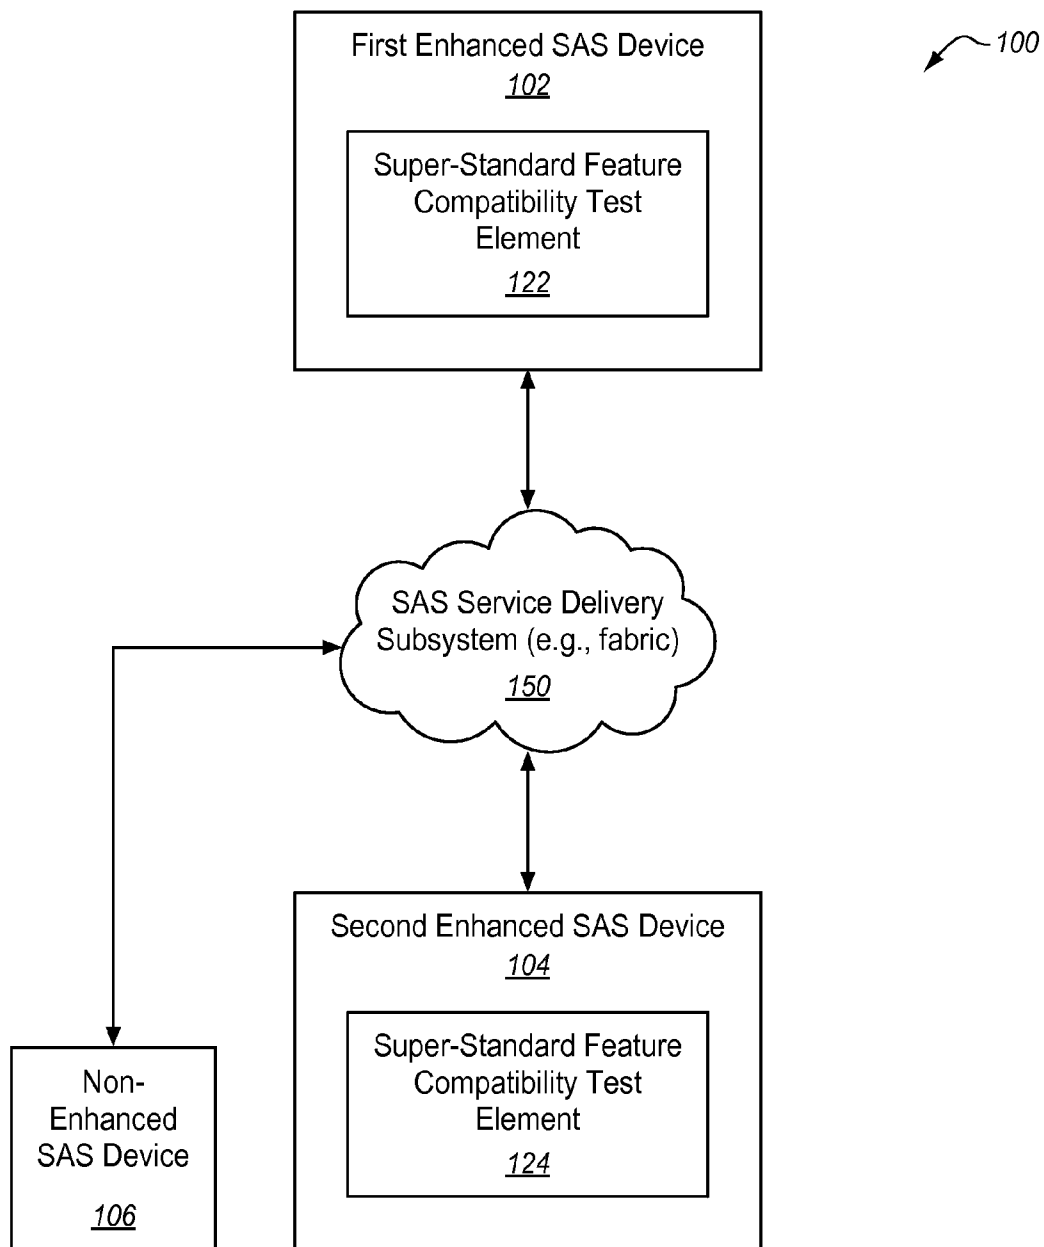 First Enhanced SAS Device
102
100
Super-Standard Feature
Compatibility Test
Element
122
SAS Service Delivery
Subsystem (e.g., fabric)
150
Second Enhanced SAS Device
104
Super-Standard Feature
Compatibility Test
Element
124
Non-
Enhanced
SAS Device
106